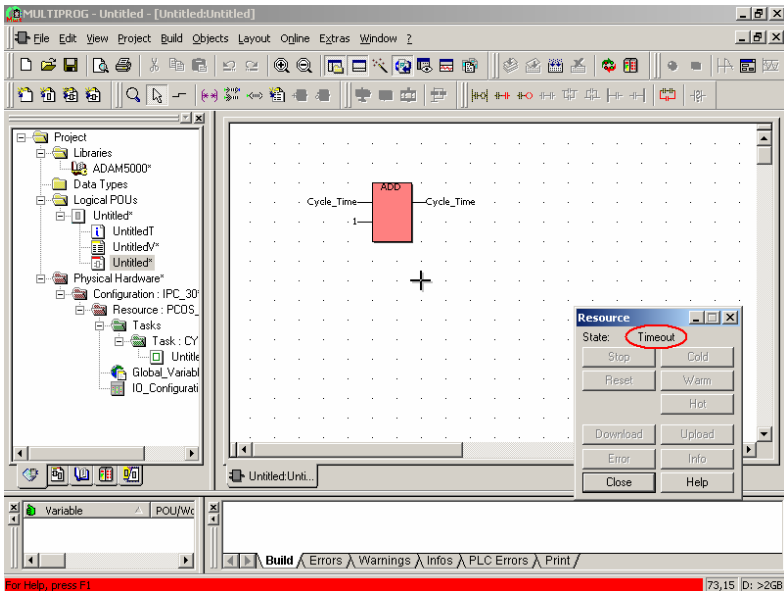 MULTIPROG - Untitled - [Untitled:Untitled]
File Edit View Project Build Objects Layout Online Extras Window ?
Project
Libraries
ADAM5000*
Data Types
Logical POUs
Untitled*
UntitledT
UntitledV*
Untitled*
Physical Hardware*
Configuration : IPC_30
Resource : PCOS_
Tasks
Task : CY
Untitle
Global_Variabl
IO_Configurati
ADD
Cycle_Time
Cycle_Time
1
Resource
State: Timeout
Stop Cold
Reset Warm
Hot
Download Upload
Error Info
Close Help
Untitled:Unti...
Variable POU/Wo
Build Errors Warnings Infos PLC Errors Print
For Help, press F1
73,15 D: >2GB